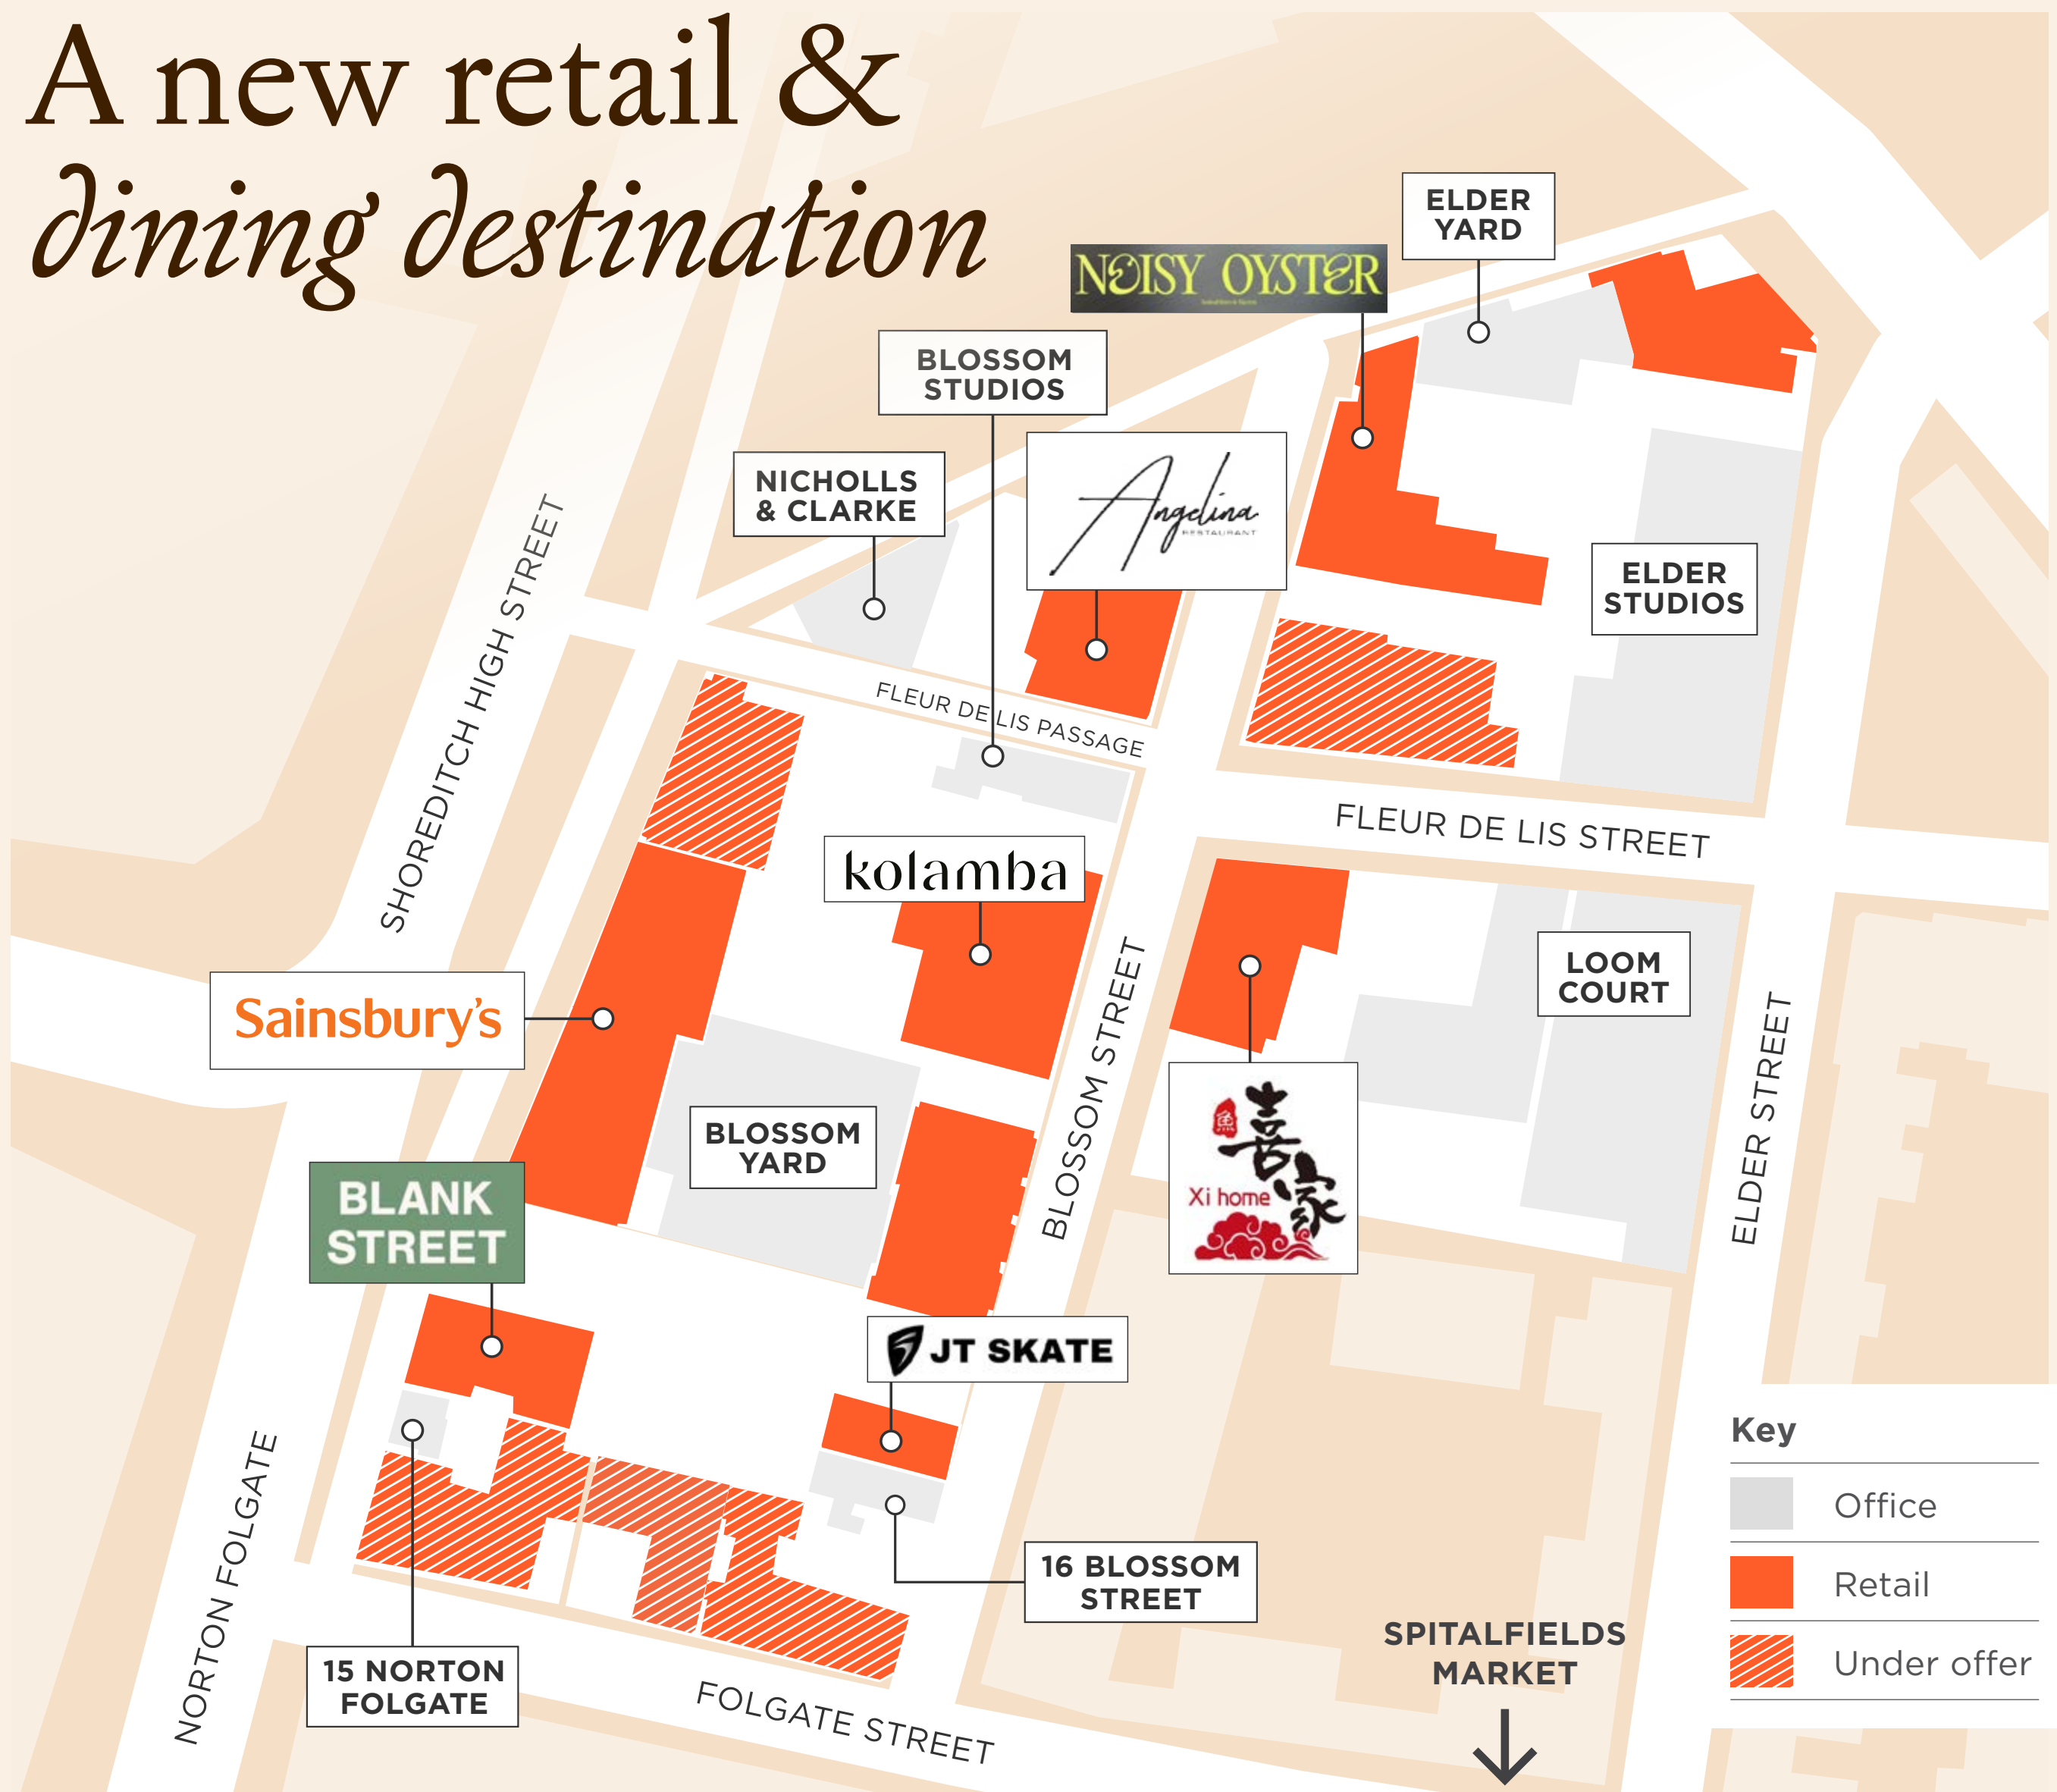 A new retail &
dining destination
ELDER
YARD
NOISY OYSTER
BLOSSOM
STUDIOS
NICHOLLS
& CLARKE
Angelina
RESTAURANT
SHOREDITCH HIGH STREET
ELDER
STUDIOS
FLEUR DE LIS PASSAGE
FLEUR DE LIS STREET
kolamba
LOOM
COURT
Sainsbury's
BLOSSOM STREET
ELDER STREET
BLOSSOM
YARD
喜家
Xi home
BLANK
STREET
JT SKATE
NORTON FOLGATE
16 BLOSSOM
STREET
15 NORTON
FOLGATE
FOLGATE STREET
SPITALFIELDS
MARKET
Key
Office
Retail
Under offer